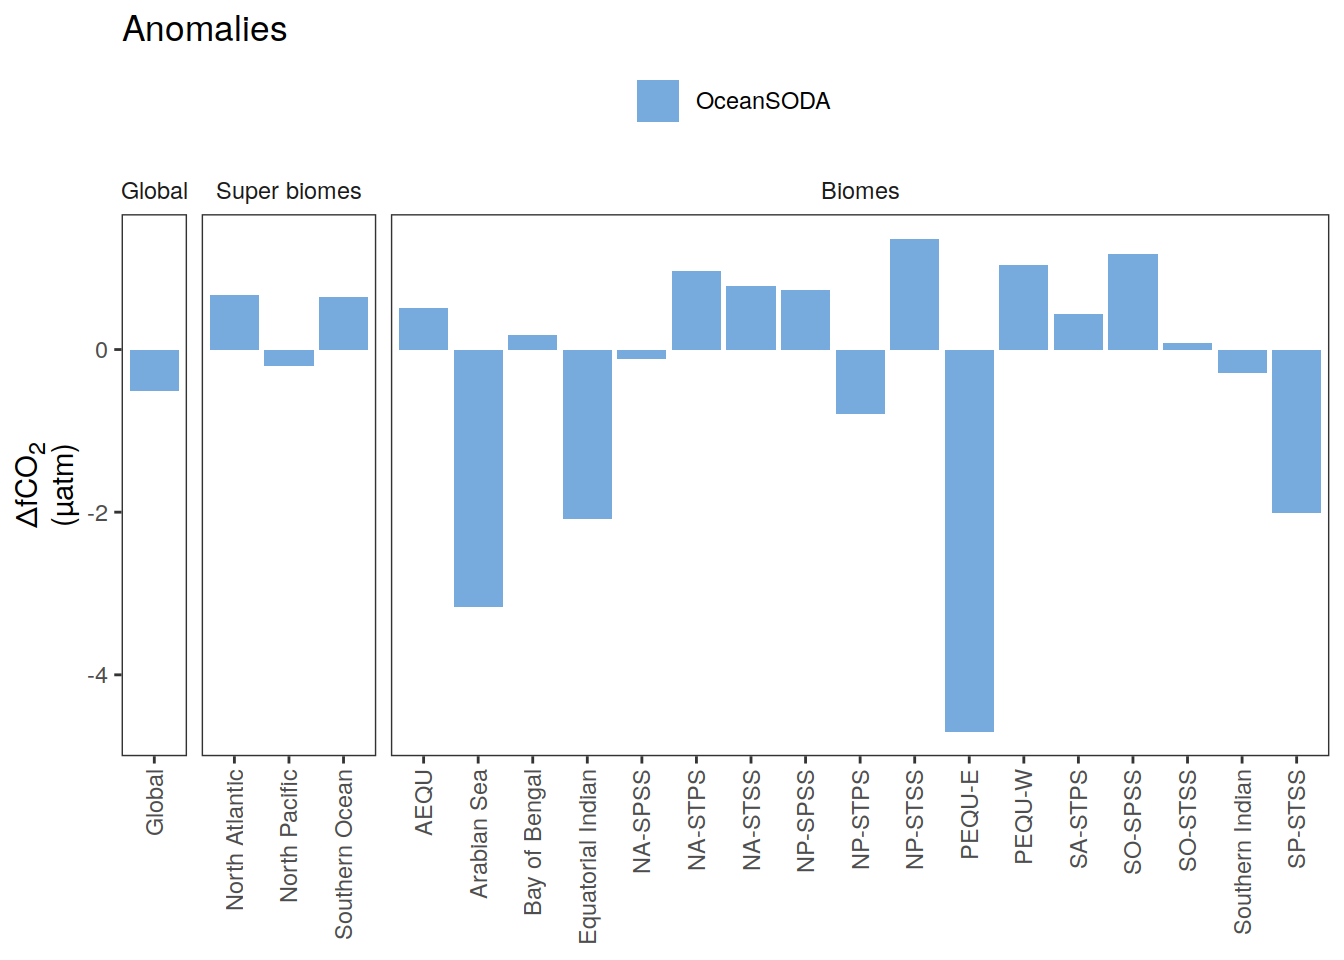 Anomalies
OceanSODA
Global
Super biomes
Biomes
ΔfCO₂
(µatm)
0
-2
-4
Global
North Atlantic
North Pacific
Southern Ocean
AEQU
Arabian Sea
Bay of Bengal
Equatorial Indian
NA-SPSS
NA-STPS
NA-STSS
NP-SPSS
NP-STPS
NP-STSS
PEQU-E
PEQU-W
SA-STPS
SO-SPSS
SO-STSS
Southern Indian
SP-STSS